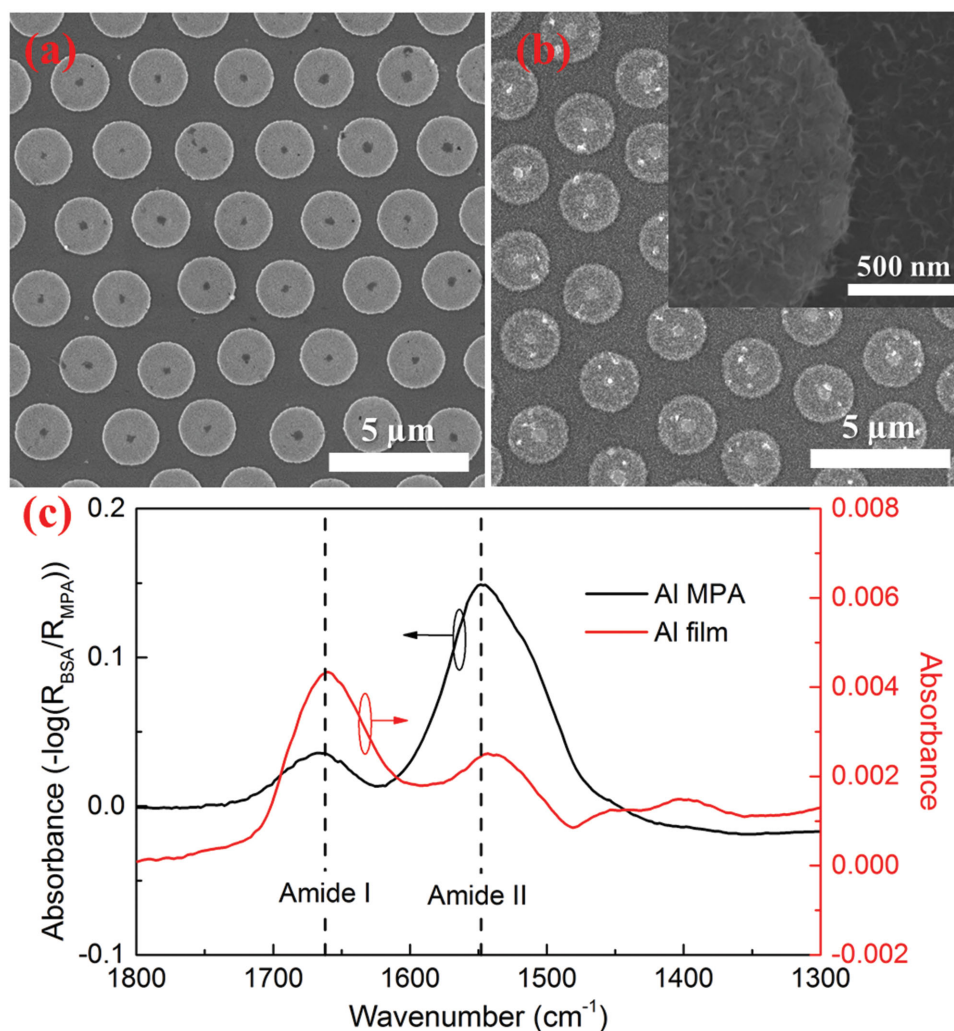 (a)
(b)
500 nm
5 µm
5 µm
(c)
0.2
0.1
0.0
-0.1
Absorbance (-log(R_BSA/R_MPA))
Al MPA
Al film
Amide I
Amide II
0.008
0.006
0.004
0.002
0.000
-0.002
Absorbance
1800
1700
1600
1500
1400
1300
Wavenumber (cm⁻¹)